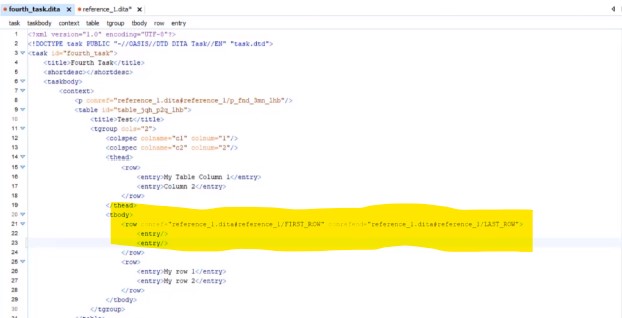 fourth_task.dita × reference_1.dita* ×
task taskbody context table tgroup tbody row entry
1 <?xml version="1.0" encoding="UTF-8"?>
2 <!DOCTYPE task PUBLIC "-//OASIS//DTD DITA Task//EN" "task.dtd">
3 <task id="fourth_task">
4 <title>Fourth Task</title>
5 <shortdesc></shortdesc>
6 <taskbody>
7 <context>
8 <p conref="reference_1.dita#reference_1/p_fmd_3mn_lhb"/>
9 <table id="table_jqh_p2q_lhb">
10 <title>Test</title>
11 <tgroup cols="2">
12 <colspec colname="c1" colnum="1"/>
13 <colspec colname="c2" colnum="2"/>
14 <thead>
15 <row>
16 <entry>My Table Column 1</entry>
17 <entry>Column 2</entry>
18 </row>
19 </thead>
20 <tbody>
21 <row conref="reference_1.dita#reference_1/FIRST_ROW" conrefend="reference_1.dita#reference_1/LAST_ROW">
22 <entry/>
23 <entry/>
24 </row>
25 <row>
26 <entry>My row 1</entry>
27 <entry>My row 2</entry>
28 </row>
29 </tbody>
30 </tgroup>
31 </table>